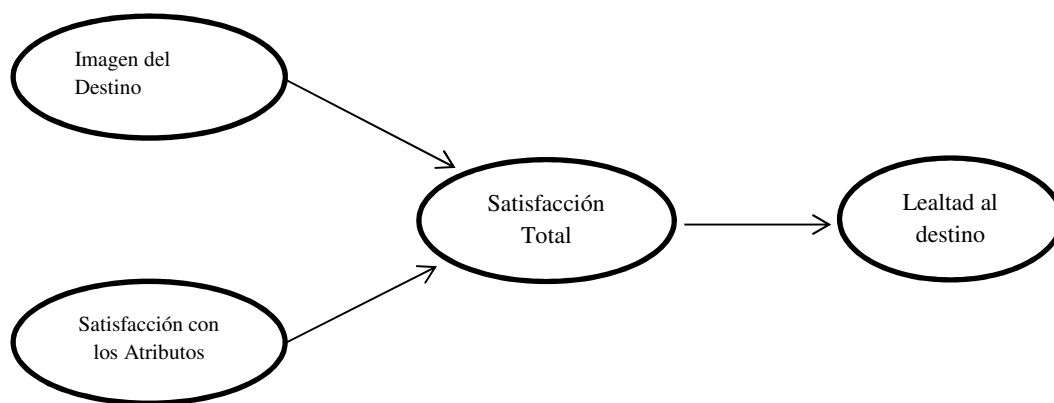 Imagen del
Destino
Satisfacción
Total
Lealtad al
destino
Satisfacción con
los Atributos